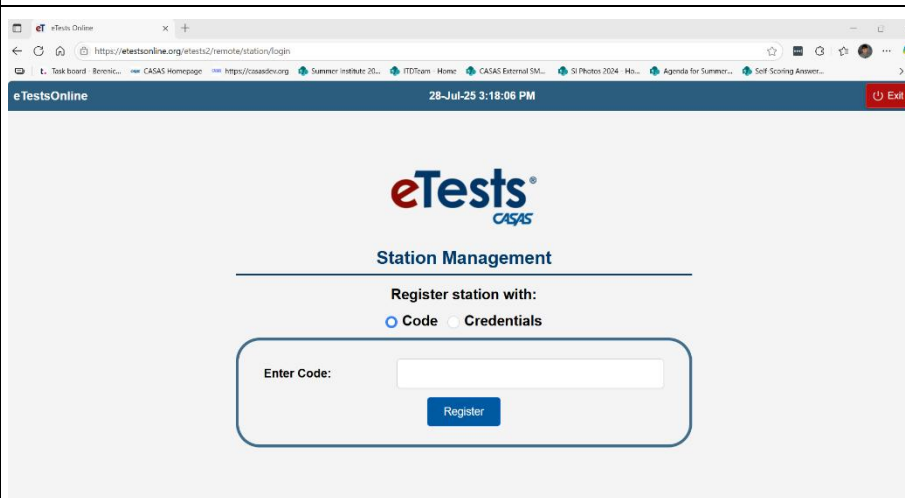 eT eTests Online
https://etestsonline.org/etests2/remote/station/login
t. Task board - Berenic... CASAS Homepage https://casasdev.org Summer Institute 20... ITDTeam - Home CASAS External SM... SI Photos 2024 - Ho... Agenda for Summer... Self-Scoring Answer...
eTestsOnline 28-Jul-25 3:18:06 PM Exit
eTests®
CASAS
Station Management
Register station with:
Code Credentials
Enter Code:
Register